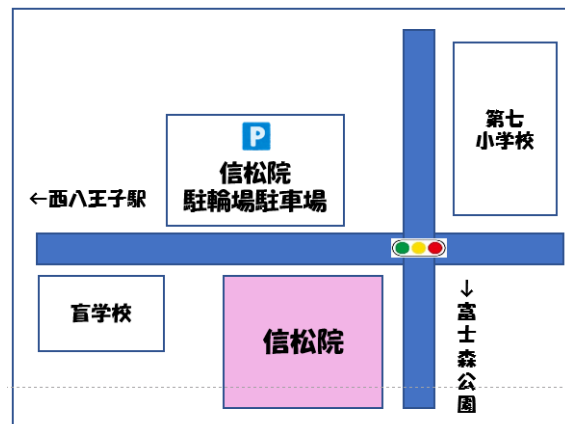 第七
小学校
P
信松院
駐輪場駐車場
←西八王子駅
盲学校
信松院
↓富士森公園